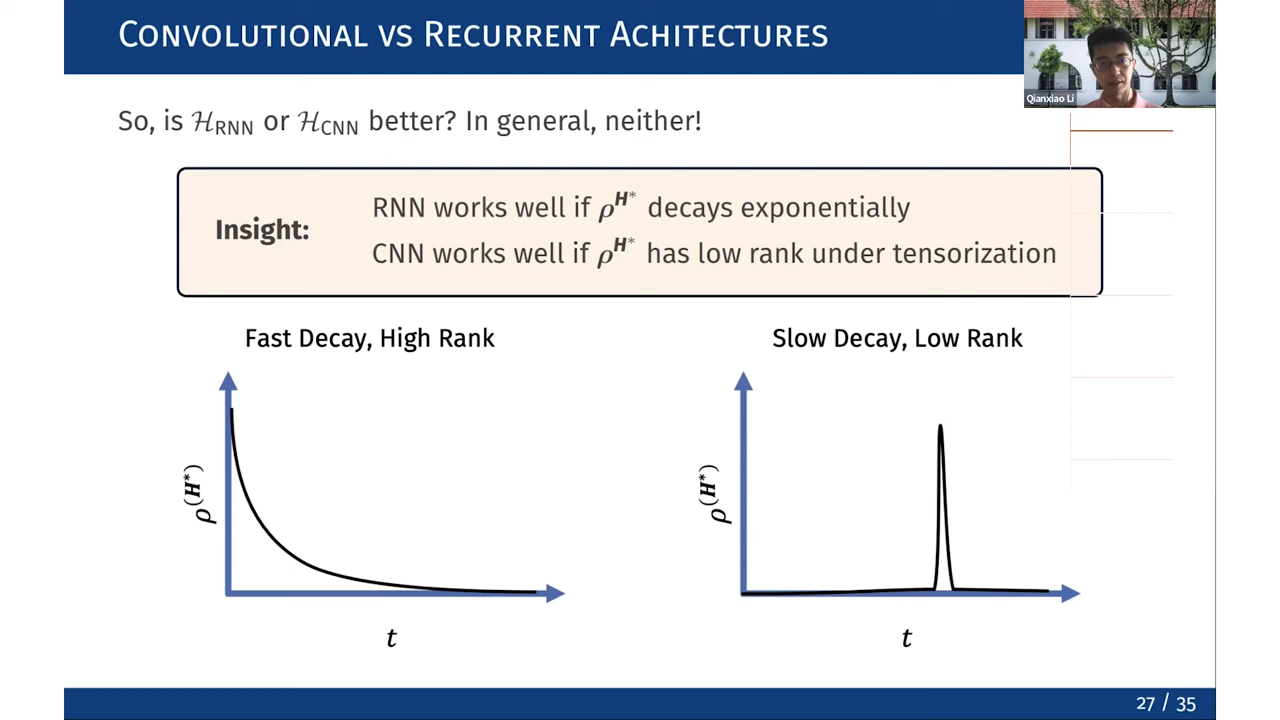 CONVOLUTIONAL VS RECURRENT ACHITECTURES
Qianxiao Li
So, is ℋRNN or ℋCNN better? In general, neither!
Insight:
RNN works well if ρ^H* decays exponentially
CNN works well if ρ^H* has low rank under tensorization
Fast Decay, High Rank
ρ(H*)
t
Slow Decay, Low Rank
ρ(H*)
t
27 / 35